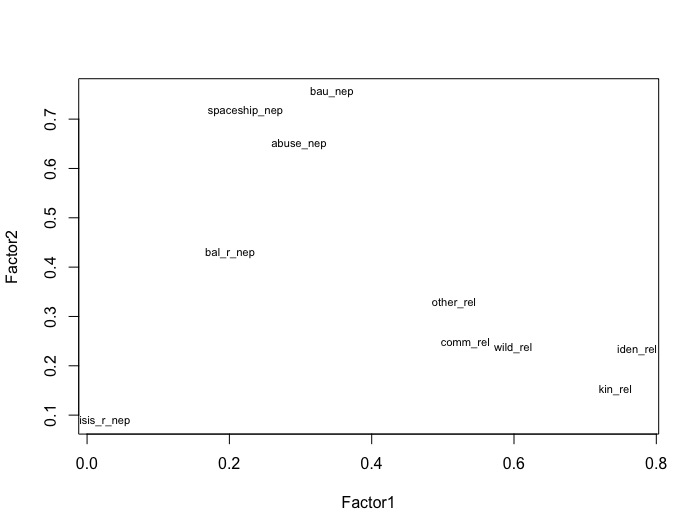 bau_nep
spaceship_nep
abuse_nep
bal_r_nep
other_rel
comm_rel
wild_rel
iden_rel
kin_rel
isis_r_nep
0.7
0.6
0.5
0.4
0.3
0.2
0.1
Factor2
0.0 0.2 0.4 0.6 0.8
Factor1